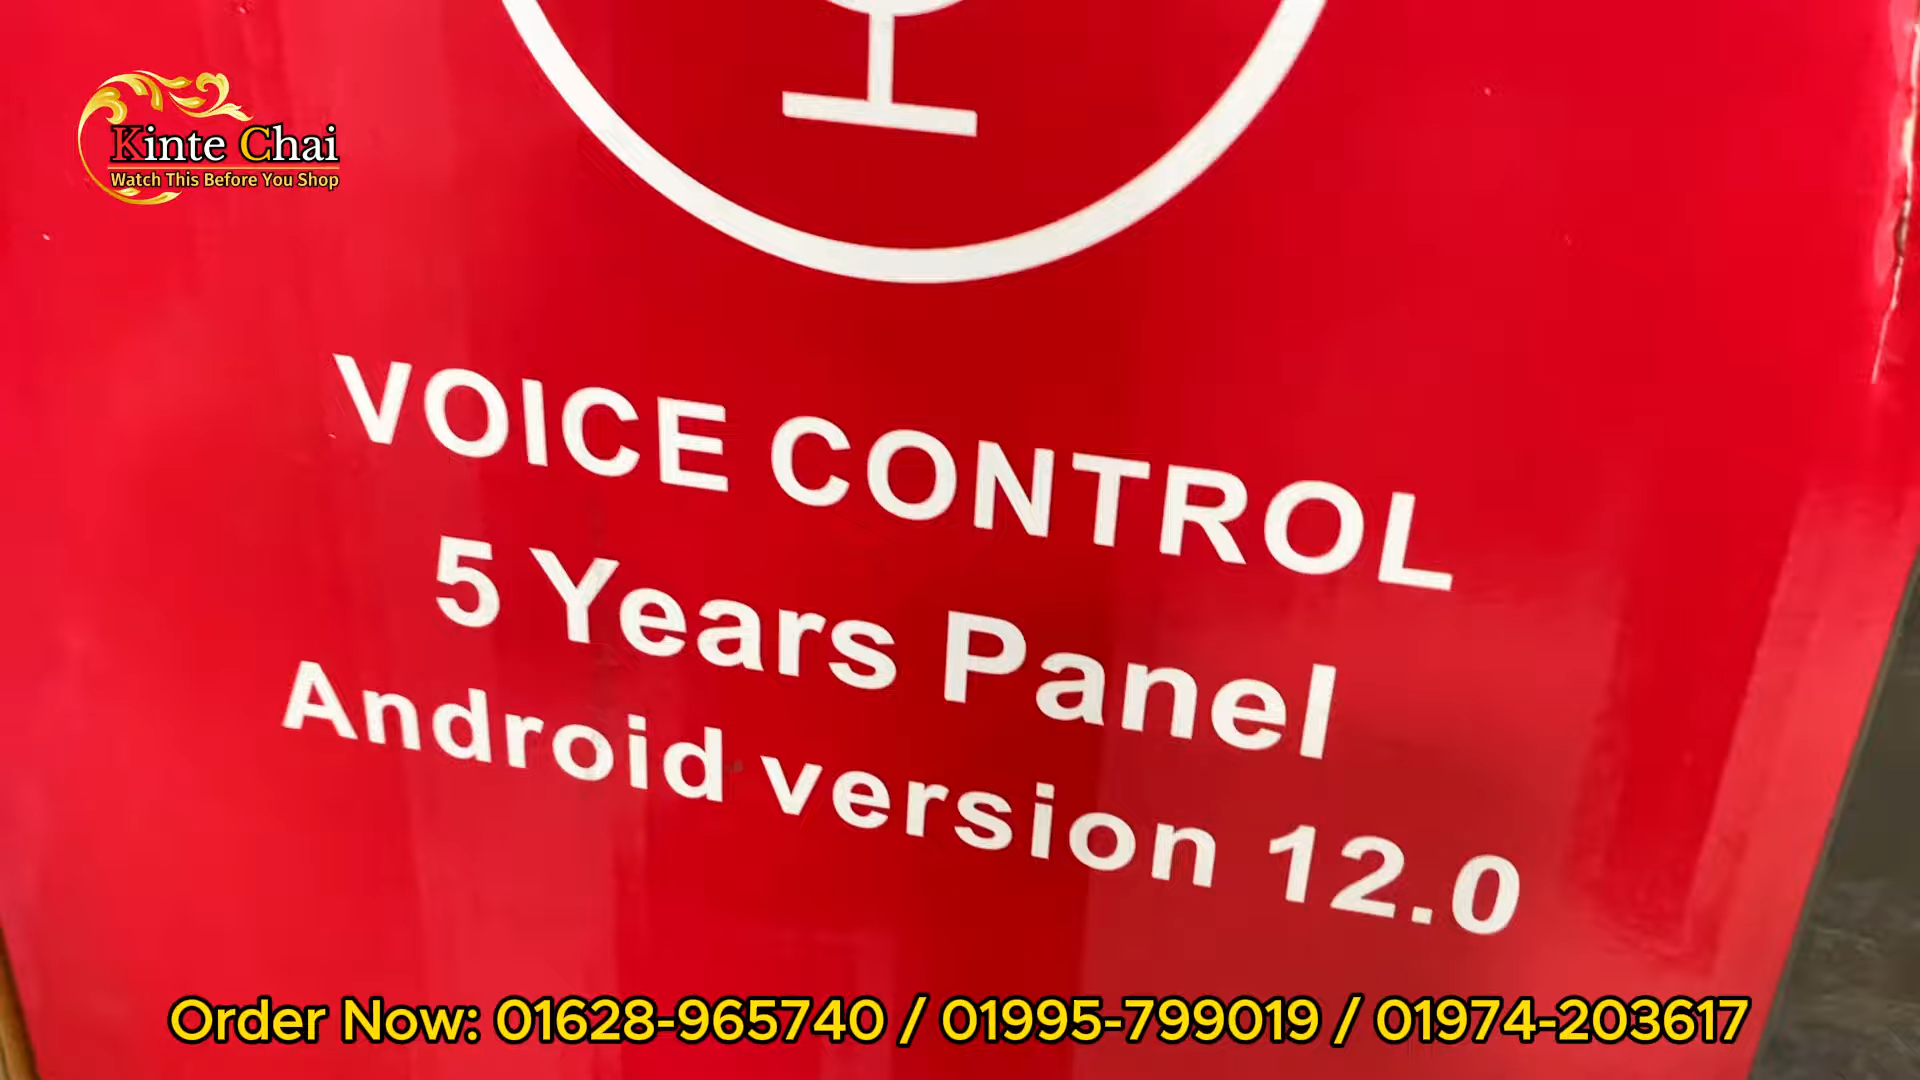 Kinte Chai
Watch This Before You Shop
VOICE CONTROL
5 Years Panel
Android version 12.0
Order Now: 01628-965740 / 01995-799019 / 01974-203617